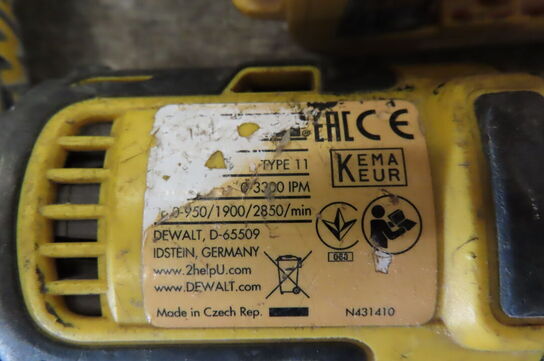 EAC CE
TYPE 11
KEMA
KEUR
0-3300 IPM
0-950/1900/2850/min
DEWALT, D-65509
IDSTEIN, GERMANY
www.2helpU.com
www.DEWALT.com
Made in Czech Rep.
N431410